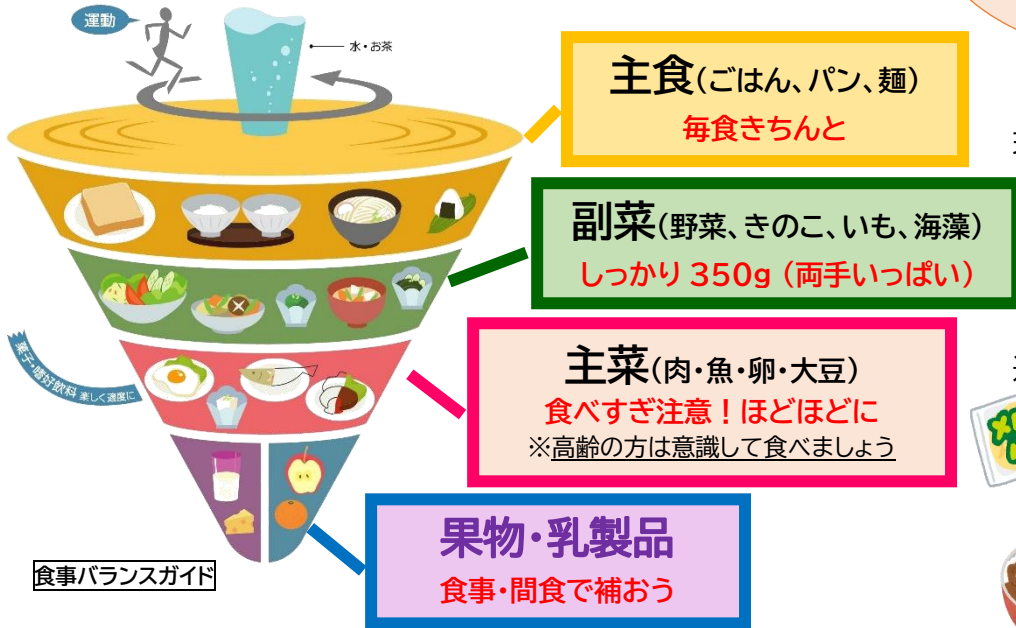 運動
水・お茶
主食(ごはん、パン、麺)
毎食きちんと
副菜(野菜、きのこ、いも、海藻)
しっかり 350g (両手いっぱい)
菓子・嗜好飲料 楽しく適度に
主菜(肉・魚・卵・大豆)
食べすぎ注意！ほどほどに
※高齢の方は意識して食べましょう
果物・乳製品
食事・間食で補おう
食事バランスガイド